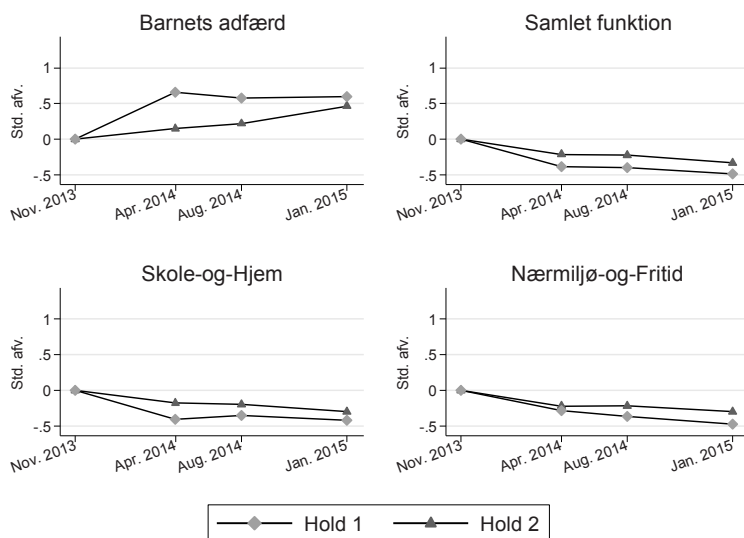 Barnets adfærd
Std. afv.
1
.5
0
-.5
Nov. 2013
Apr. 2014
Aug. 2014
Jan. 2015
Samlet funktion
Std. afv.
1
.5
0
-.5
Nov. 2013
Apr. 2014
Aug. 2014
Jan. 2015
Skole-og-Hjem
Std. afv.
1
.5
0
-.5
Nov. 2013
Apr. 2014
Aug. 2014
Jan. 2015
Nærmiljø-og-Fritid
Std. afv.
1
.5
0
-.5
Nov. 2013
Apr. 2014
Aug. 2014
Jan. 2015
Hold 1 Hold 2